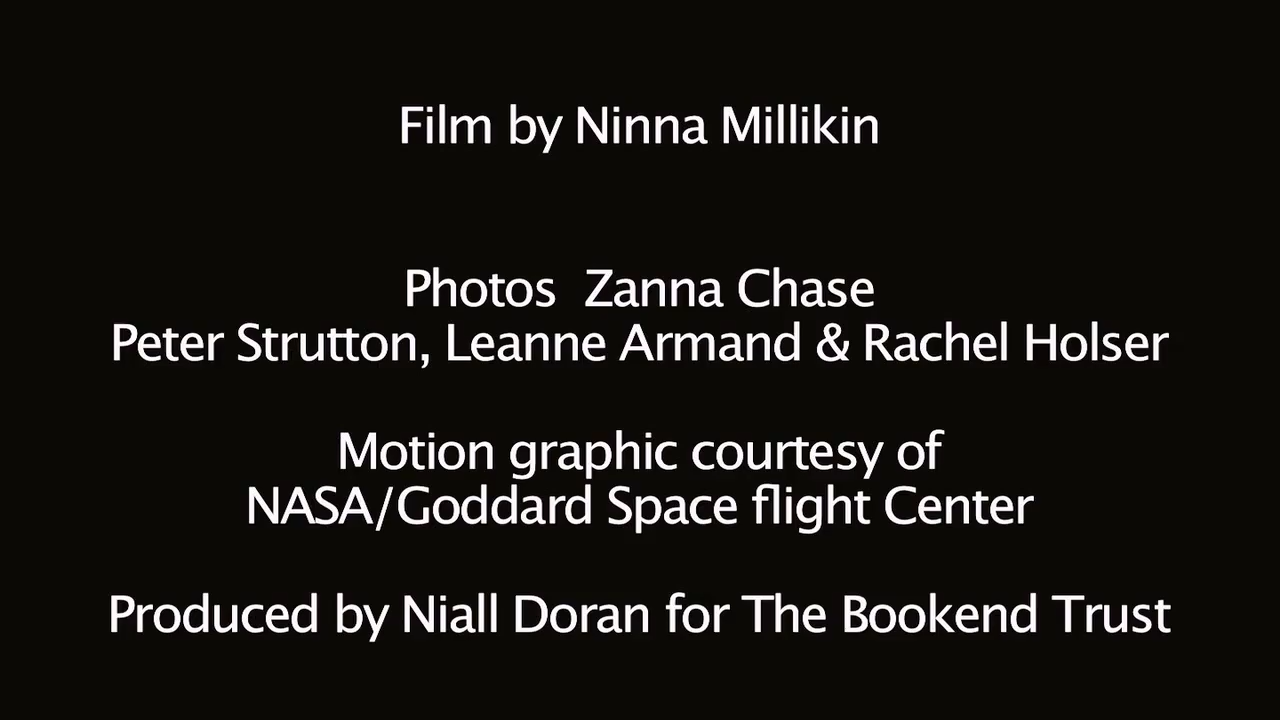 Film by Ninna Millikin
Photos  Zanna Chase
Peter Strutton, Leanne Armand & Rachel Holser
Motion graphic courtesy of
NASA/Goddard Space flight Center
Produced by Niall Doran for The Bookend Trust